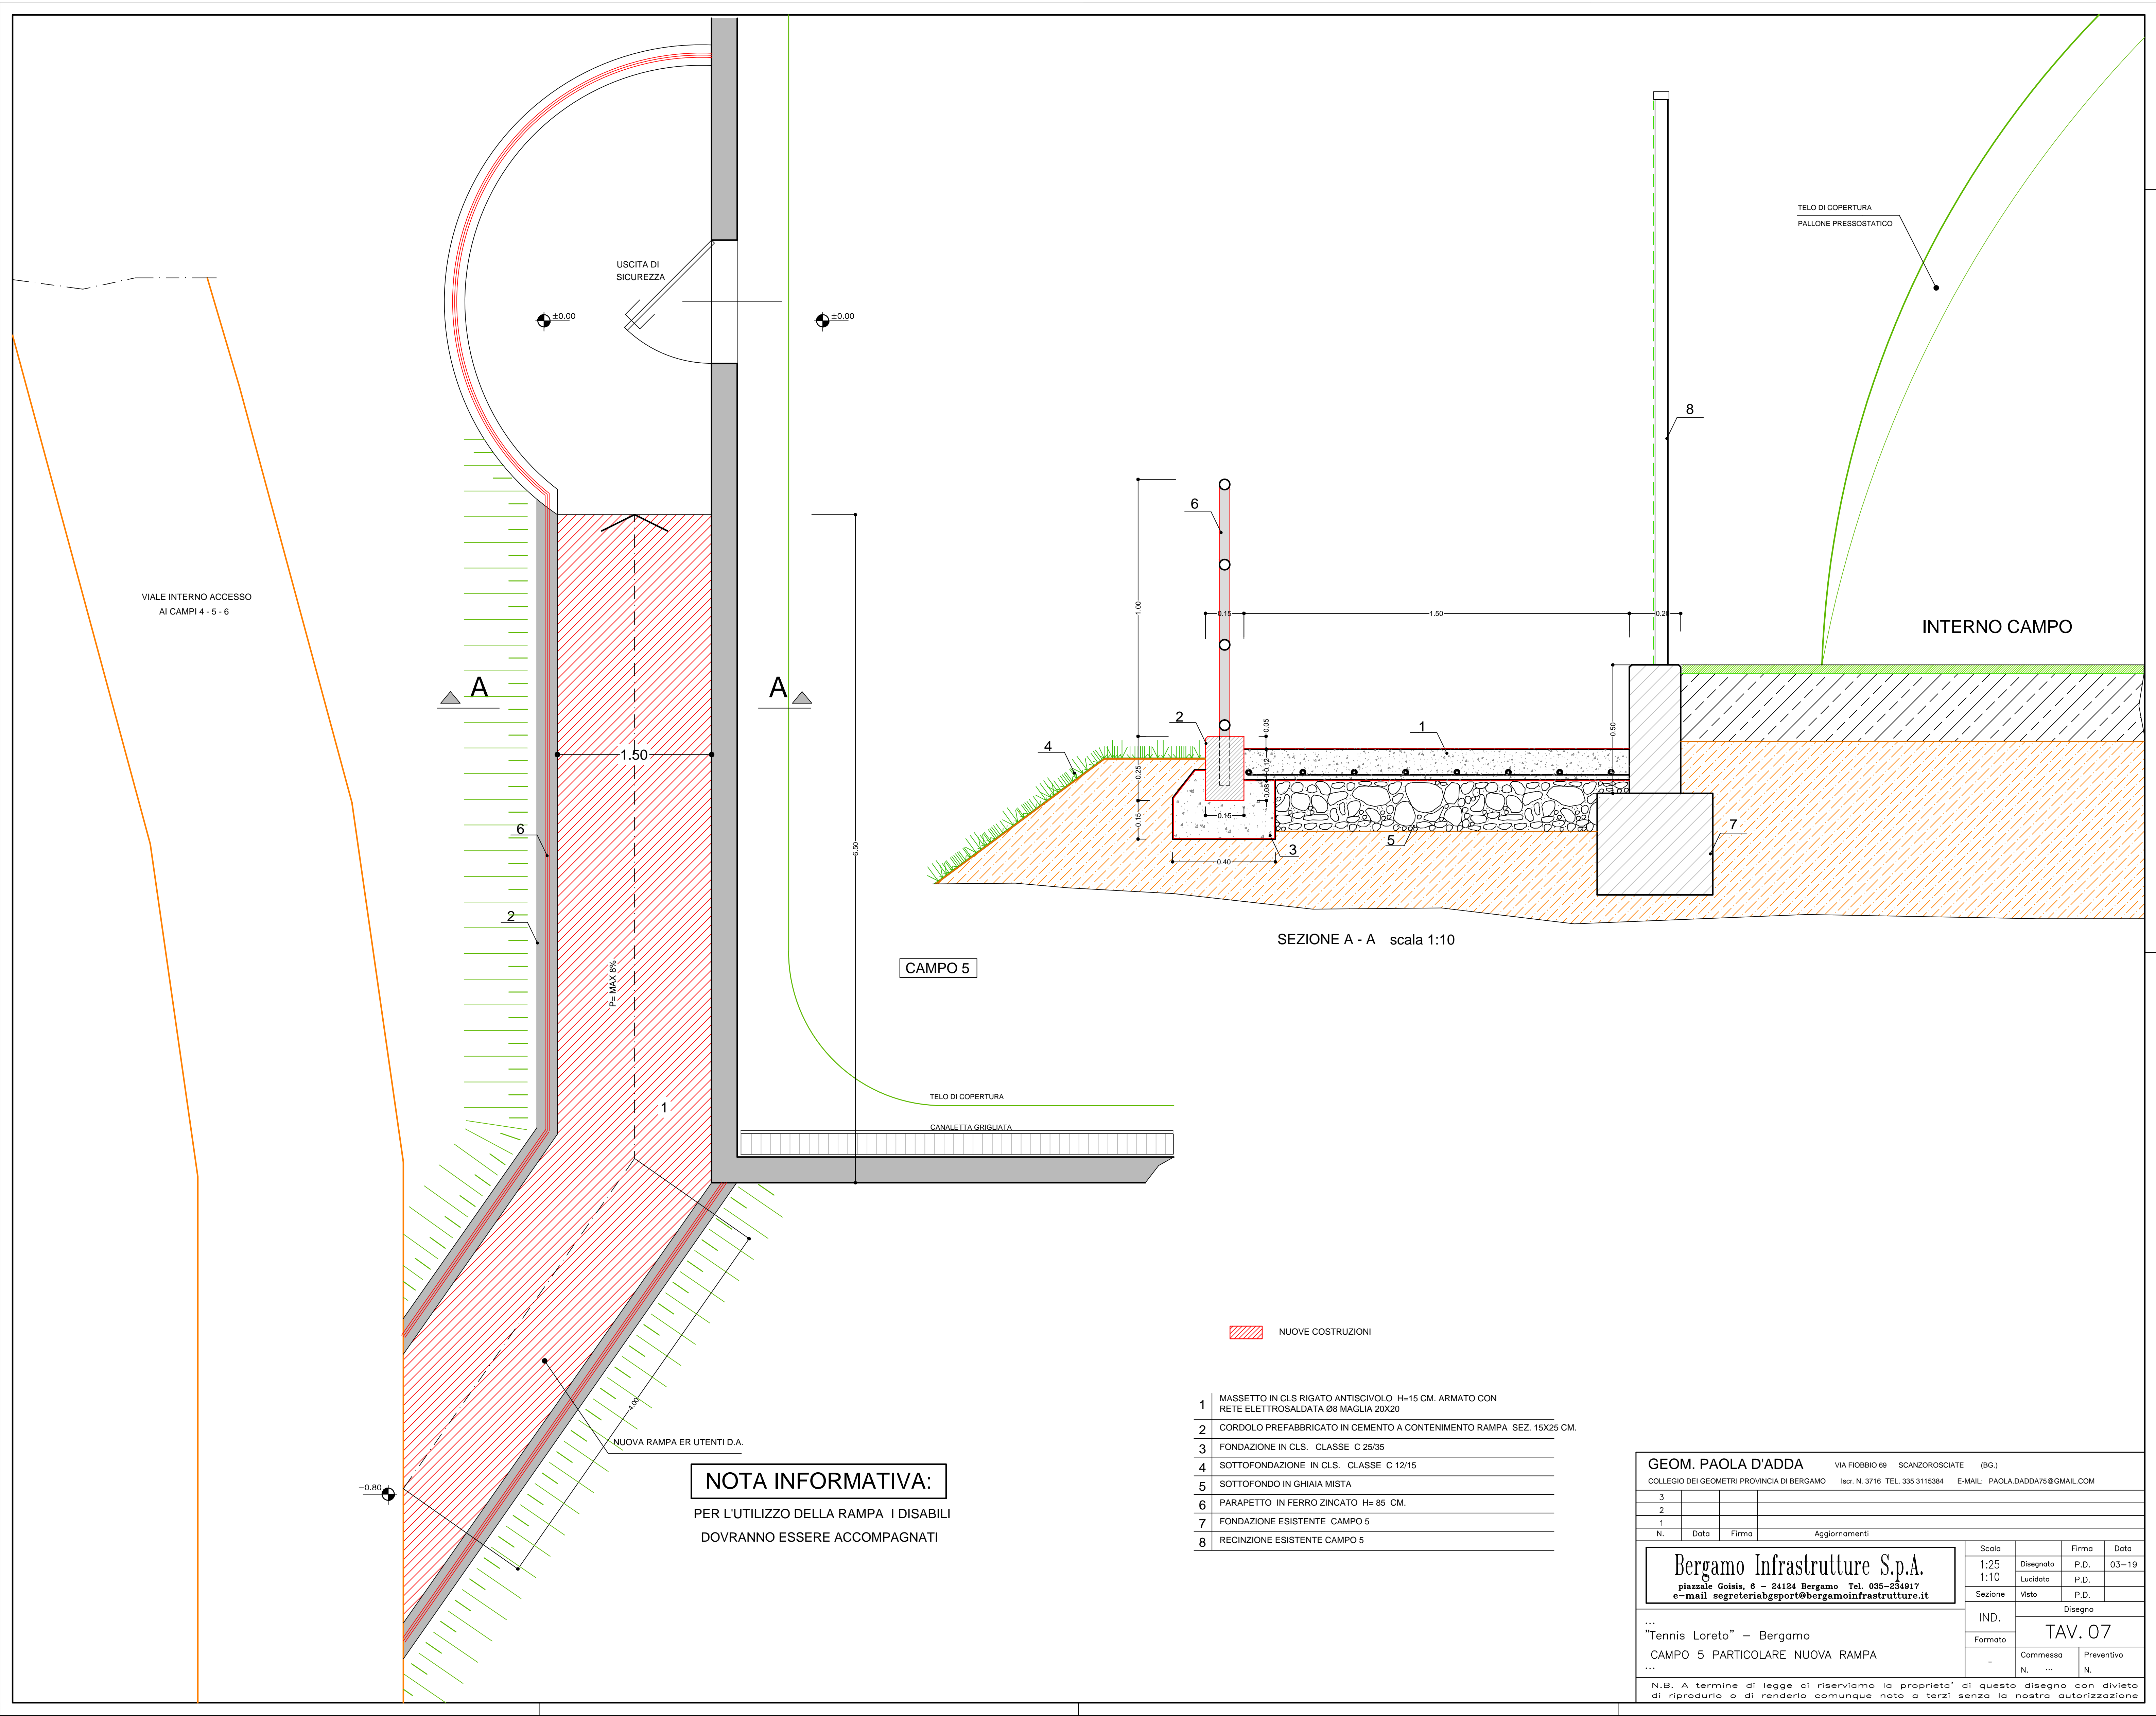 USCITA DI
SICUREZZA
±0.00
±0.00
VIALE INTERNO ACCESSO
AI CAMPI 4 - 5 - 6
A
A
1.50
6
2
P= MAX 8%
6.50
1
CAMPO 5
TELO DI COPERTURA
CANALETTA GRIGLIATA
4.00
NUOVA RAMPA ER UTENTI D.A.
−0.80
NOTA INFORMATIVA:
PER L'UTILIZZO DELLA RAMPA I DISABILI
DOVRANNO ESSERE ACCOMPAGNATI
TELO DI COPERTURA
PALLONE PRESSOSTATICO
8
6
1.00
0.15
1.50
0.20
INTERNO CAMPO
2
0.05
1
0.50
4
0.25
0.12
0.08
0.15
0.15
3
5
7
0.40
SEZIONE A - A scala 1:10
NUOVE COSTRUZIONI
1 MASSETTO IN CLS RIGATO ANTISCIVOLO H=15 CM. ARMATO CON
RETE ELETTROSALDATA Ø8 MAGLIA 20X20
2 CORDOLO PREFABBRICATO IN CEMENTO A CONTENIMENTO RAMPA SEZ. 15X25 CM.
3 FONDAZIONE IN CLS. CLASSE C 25/35
4 SOTTOFONDAZIONE IN CLS. CLASSE C 12/15
5 SOTTOFONDO IN GHIAIA MISTA
6 PARAPETTO IN FERRO ZINCATO H= 85 CM.
7 FONDAZIONE ESISTENTE CAMPO 5
8 RECINZIONE ESISTENTE CAMPO 5
GEOM. PAOLA D'ADDA VIA FIOBBIO 69 SCANZOROSCIATE (BG.)
COLLEGIO DEI GEOMETRI PROVINCIA DI BERGAMO Iscr. N. 3716 TEL. 335 3115384 E-MAIL: PAOLA.DADDA75@GMAIL.COM
3
2
1
N. Data Firma Aggiornamenti
Bergamo Infrastrutture S.p.A.
piazzale Goisis, 6 - 24124 Bergamo Tel. 035-234917
e-mail segreteriabgsport@bergamoinfrastrutture.it
Scala Firma Data
1:25 Disegnato P.D. 03-19
1:10 Lucidato P.D.
Sezione Visto P.D.
IND. Disegno
TAV. 07
Formato
- Commessa Preventivo
N. ... N.
...
"Tennis Loreto" - Bergamo
CAMPO 5 PARTICOLARE NUOVA RAMPA
...
N.B. A termine di legge ci riserviamo la proprieta' di questo disegno con divieto
di riprodurlo o di renderlo comunque noto a terzi senza la nostra autorizzazione